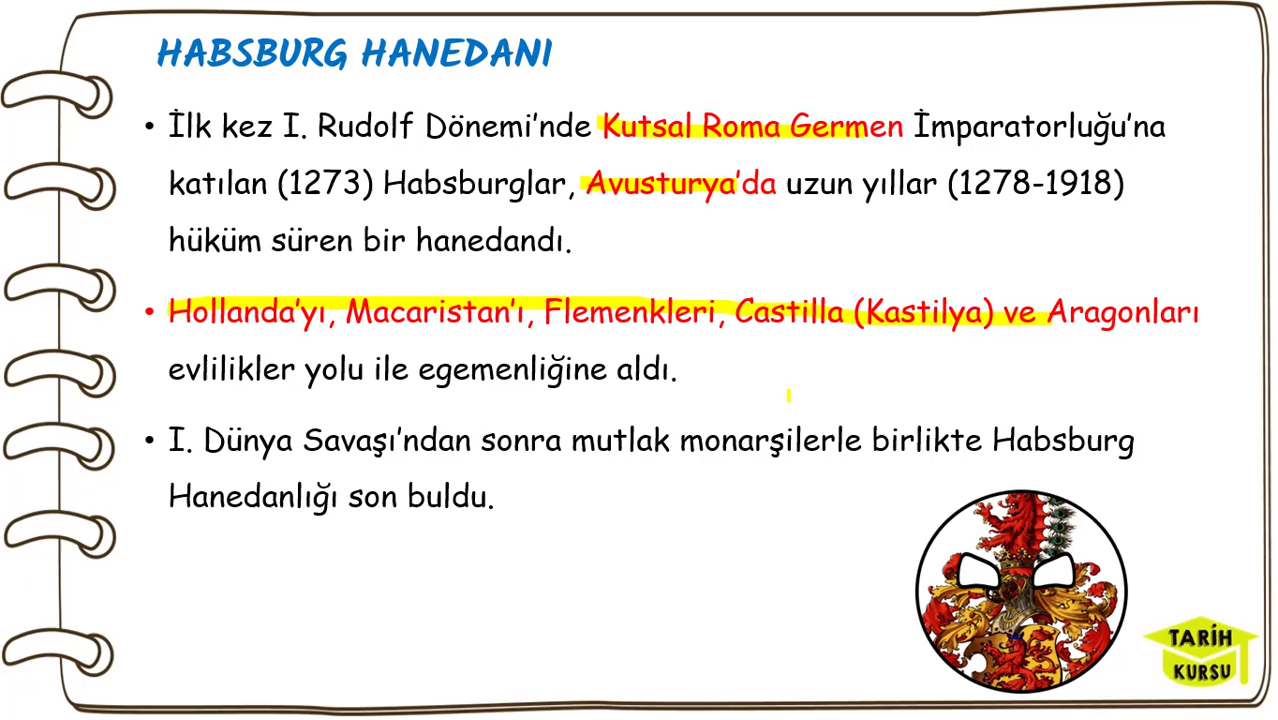 HABSBURG HANEDANI
• İlk kez I. Rudolf Dönemi’nde Kutsal Roma Germen İmparatorluğu’na
katılan (1273) Habsburglar, Avusturya’da uzun yıllar (1278-1918)
hüküm süren bir hanedandı.
• Hollanda’yı, Macaristan’ı, Flemenkleri, Castilla (Kastilya) ve Aragonları
evlilikler yolu ile egemenliğine aldı.
• I. Dünya Savaşı’ndan sonra mutlak monarşilerle birlikte Habsburg
Hanedanlığı son buldu.
TARİH
KURSU